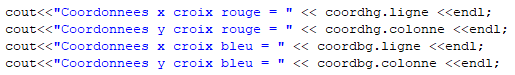 cout<<"Coordonnees x croix rouge = " << coordhg.ligne <<endl;
cout<<"Coordonnees y croix rouge = " << coordhg.colonne <<endl;
cout<<"Coordonnees x croix bleu = " << coordbg.ligne <<endl;
cout<<"Coordonnees y croix bleu = " << coordbg.colonne <<endl;